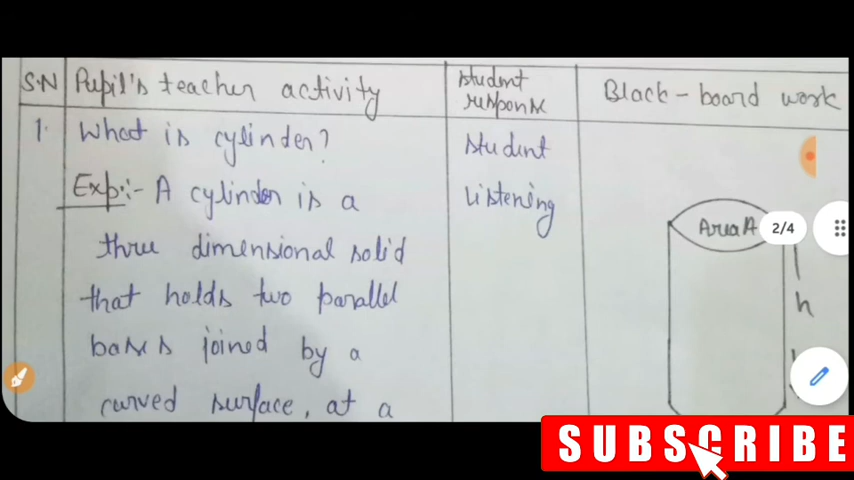 S.N Pupil's teacher activity student response Black-board work
1. What is cylinder? student
Exp:- A cylinder is a Listening
three dimensional solid
that holds two parallel
bases joined by a
curved surface, at a
Area A
h
2/4
SUBSCRIBE